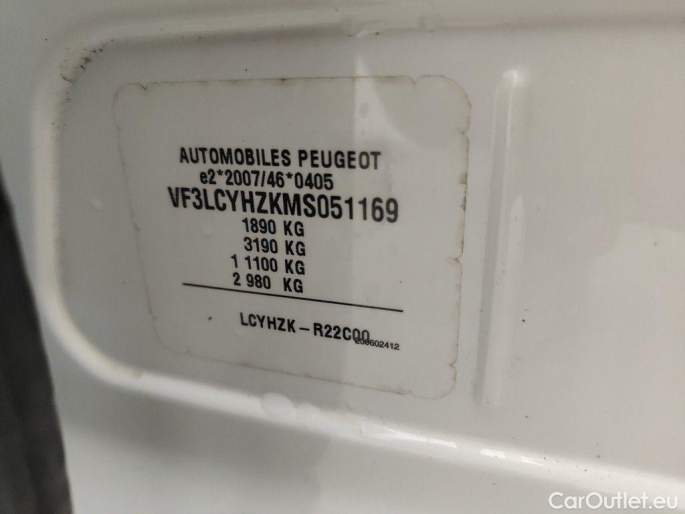 AUTOMOBILES PEUGEOT
e2*2007/46*0405
VF3LCYHZKMS051169
1890 KG
3190 KG
1 1100 KG
2 980 KG
LCYHZK - R22C00
CarOutlet.eu